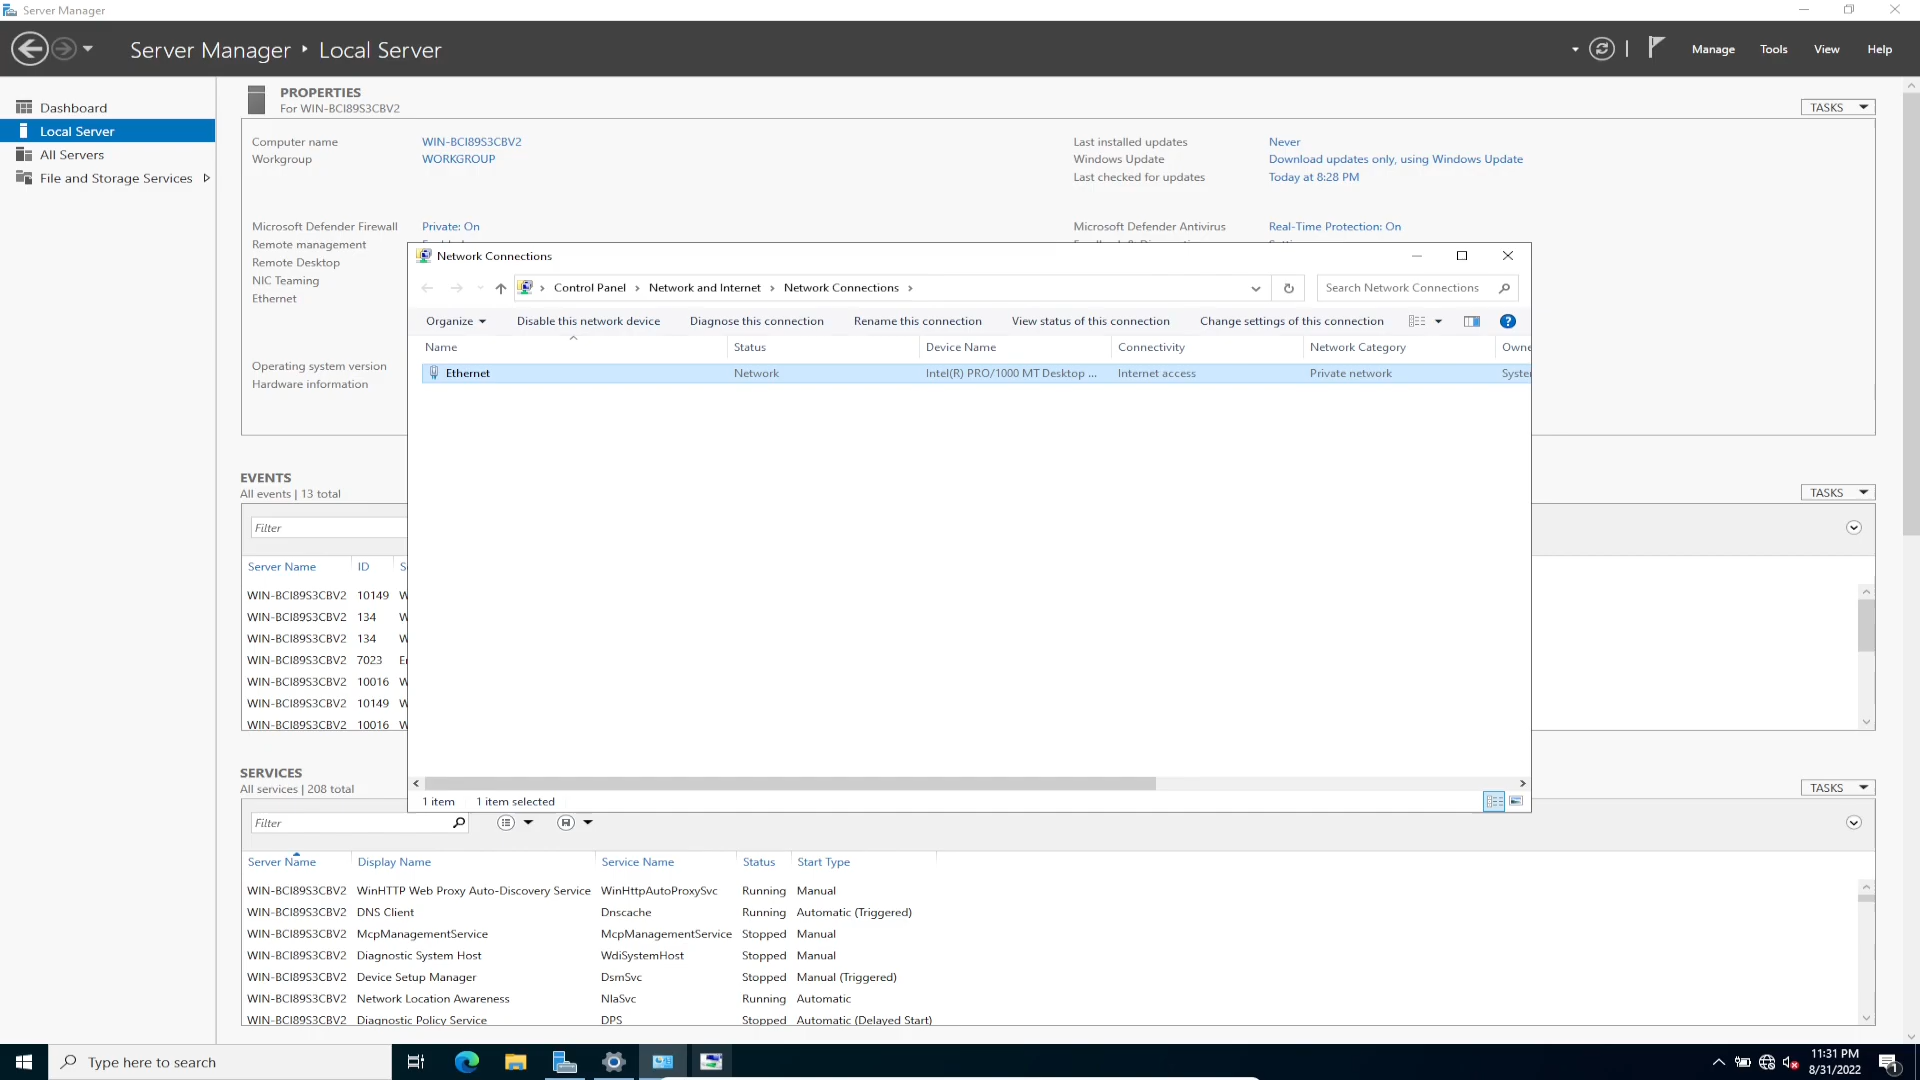 Server Manager
Server Manager ‣ Local Server
Manage Tools View Help
Dashboard
Local Server
All Servers
File and Storage Services
PROPERTIES
For WIN-BCI89S3CBV2
TASKS
Computer name WIN-BCI89S3CBV2 Last installed updates Never
Workgroup WORKGROUP Windows Update Download updates only, using Windows Update
Last checked for updates Today at 8:28 PM
Microsoft Defender Firewall Private: On Microsoft Defender Antivirus Real-Time Protection: On
Remote management
Remote Desktop
NIC Teaming
Ethernet
Operating system version
Hardware information
Network Connections
Control Panel › Network and Internet › Network Connections ›
Search Network Connections
Organize Disable this network device Diagnose this connection Rename this connection View status of this connection Change settings of this connection
Name Status Device Name Connectivity Network Category Owne
Ethernet Network Intel(R) PRO/1000 MT Desktop ... Internet access Private network Syster
1 item 1 item selected
EVENTS
All events | 13 total
TASKS
Filter
Server Name ID S
WIN-BCI89S3CBV2 10149 W
WIN-BCI89S3CBV2 134 W
WIN-BCI89S3CBV2 134 W
WIN-BCI89S3CBV2 7023 Er
WIN-BCI89S3CBV2 10016 W
WIN-BCI89S3CBV2 10149 W
WIN-BCI89S3CBV2 10016 W
SERVICES
All services | 208 total
TASKS
Filter
Server Name Display Name Service Name Status Start Type
WIN-BCI89S3CBV2 WinHTTP Web Proxy Auto-Discovery Service WinHttpAutoProxySvc Running Manual
WIN-BCI89S3CBV2 DNS Client Dnscache Running Automatic (Triggered)
WIN-BCI89S3CBV2 McpManagementService McpManagementService Stopped Manual
WIN-BCI89S3CBV2 Diagnostic System Host WdiSystemHost Stopped Manual
WIN-BCI89S3CBV2 Device Setup Manager DsmSvc Stopped Manual (Triggered)
WIN-BCI89S3CBV2 Network Location Awareness NlaSvc Running Automatic
WIN-BCI89S3CBV2 Diagnostic Policy Service DPS Stopped Automatic (Delayed Start)
Type here to search
11:31 PM
8/31/2022
1